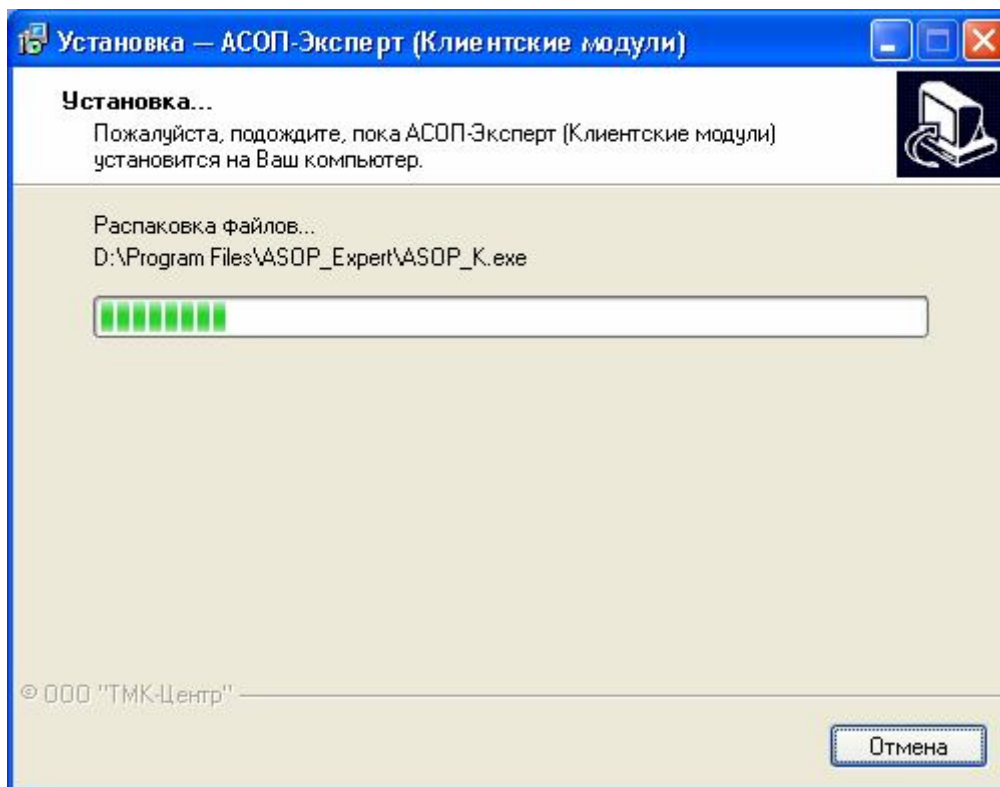 Установка — АСОП-Эксперт (Клиентские модули)
Установка...
Пожалуйста, подождите, пока АСОП-Эксперт (Клиентские модули)
установится на Ваш компьютер.
Распаковка файлов...
D:\Program Files\ASOP_Expert\ASOP_K.exe
© ООО "ТМК-Центр"
Отмена